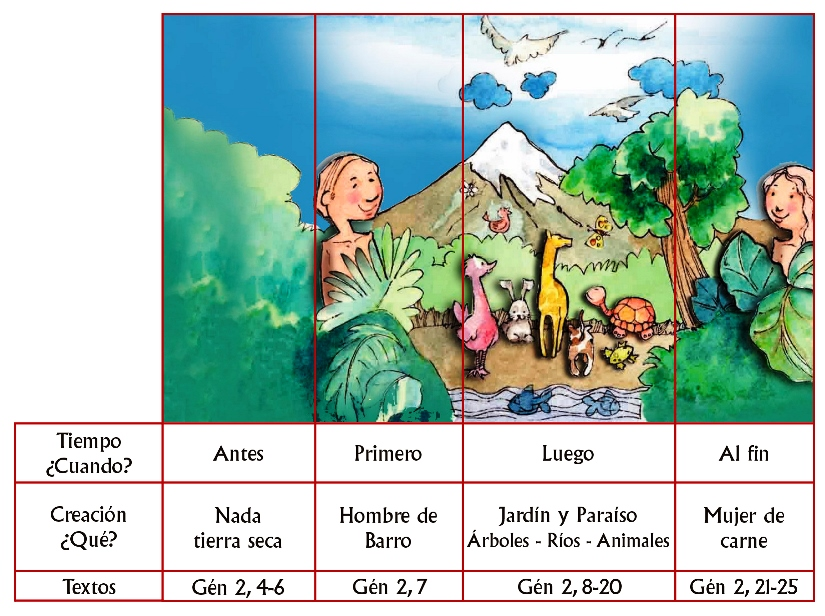 Tiempo
¿Cuando?
Antes
Primero
Luego
Al fin
Creación
¿Qué?
Nada
tierra seca
Hombre de
Barro
Jardín y Paraíso
Árboles - Ríos - Animales
Mujer de
carne
Textos
Gén 2, 4-6
Gén 2, 7
Gén 2, 8-20
Gén 2, 21-25